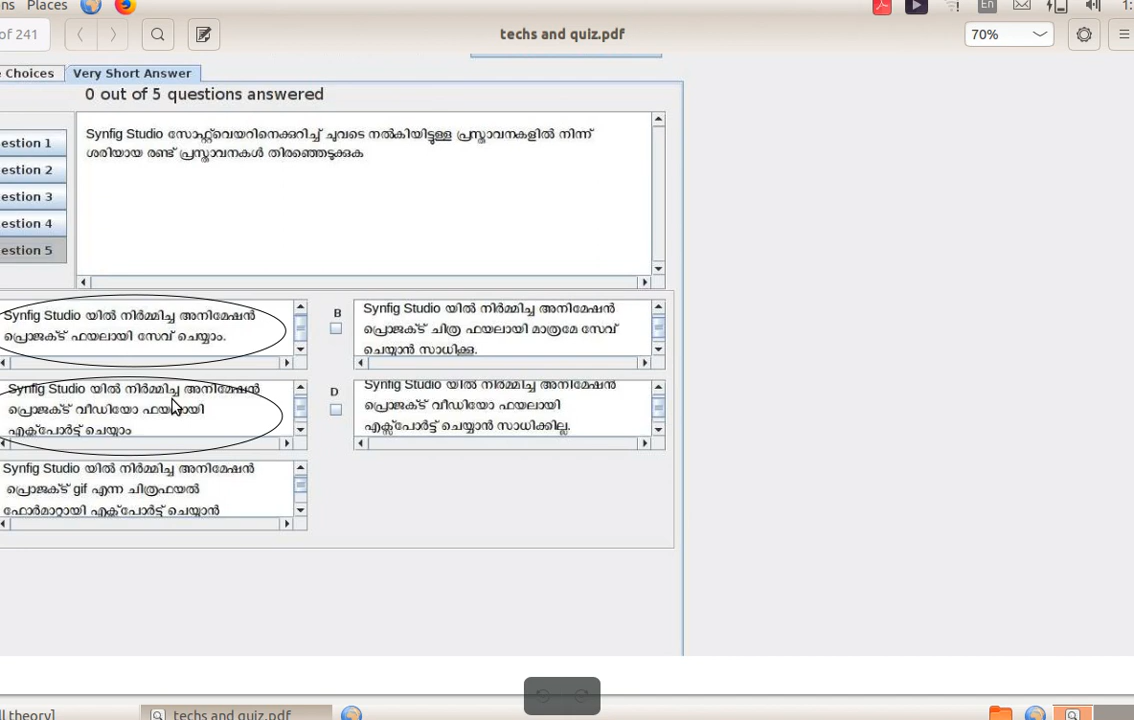 ns Places En 1:
of 241 techs and quiz.pdf 70%
e Choices Very Short Answer
0 out of 5 questions answered
estion 1
estion 2
estion 3
estion 4
estion 5
Synfig Studio സോഫ്റ്റ്‌വെയറിനെക്കുറിച്ച് ചുവടെ നൽകിയിട്ടുള്ള പ്രസ്താവനകളിൽ നിന്ന്
ശരിയായ രണ്ട് പ്രസ്താവനകൾ തിരഞ്ഞെടുക്കുക
Synfig Studio യിൽ നിർമ്മിച്ച അനിമേഷൻ
പ്രൊജക്ട് ഫയലായി സേവ് ചെയ്യാം.
B
Synfig Studio യിൽ നിർമ്മിച്ച അനിമേഷൻ
പ്രൊജക്ട് ചിത്ര ഫയലായി മാത്രമേ സേവ്
ചെയ്യാൻ സാധിക്കൂ.
Synfig Studio യിൽ നിർമ്മിച്ച അനിമേഷൻ
പ്രൊജക്ട് വീഡിയോ ഫയലായി
എക്സ്പോർട്ട് ചെയ്യാം
D
Synfig Studio യിൽ നിർമ്മിച്ച അനിമേഷൻ
പ്രൊജക്ട് വീഡിയോ ഫയലായി
എക്സ്പോർട്ട് ചെയ്യാൻ സാധിക്കില്ല.
Synfig Studio യിൽ നിർമ്മിച്ച അനിമേഷൻ
പ്രൊജക്ട് gif എന്ന ചിത്രഫയൽ
ഫോർമാറ്റായി എക്സ്പോർട്ട് ചെയ്യാൻ
ll theory] techs and quiz.pdf